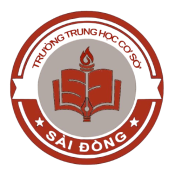 TRƯỜNG TRUNG HỌC CƠ SỞ
SÀI ĐỒNG